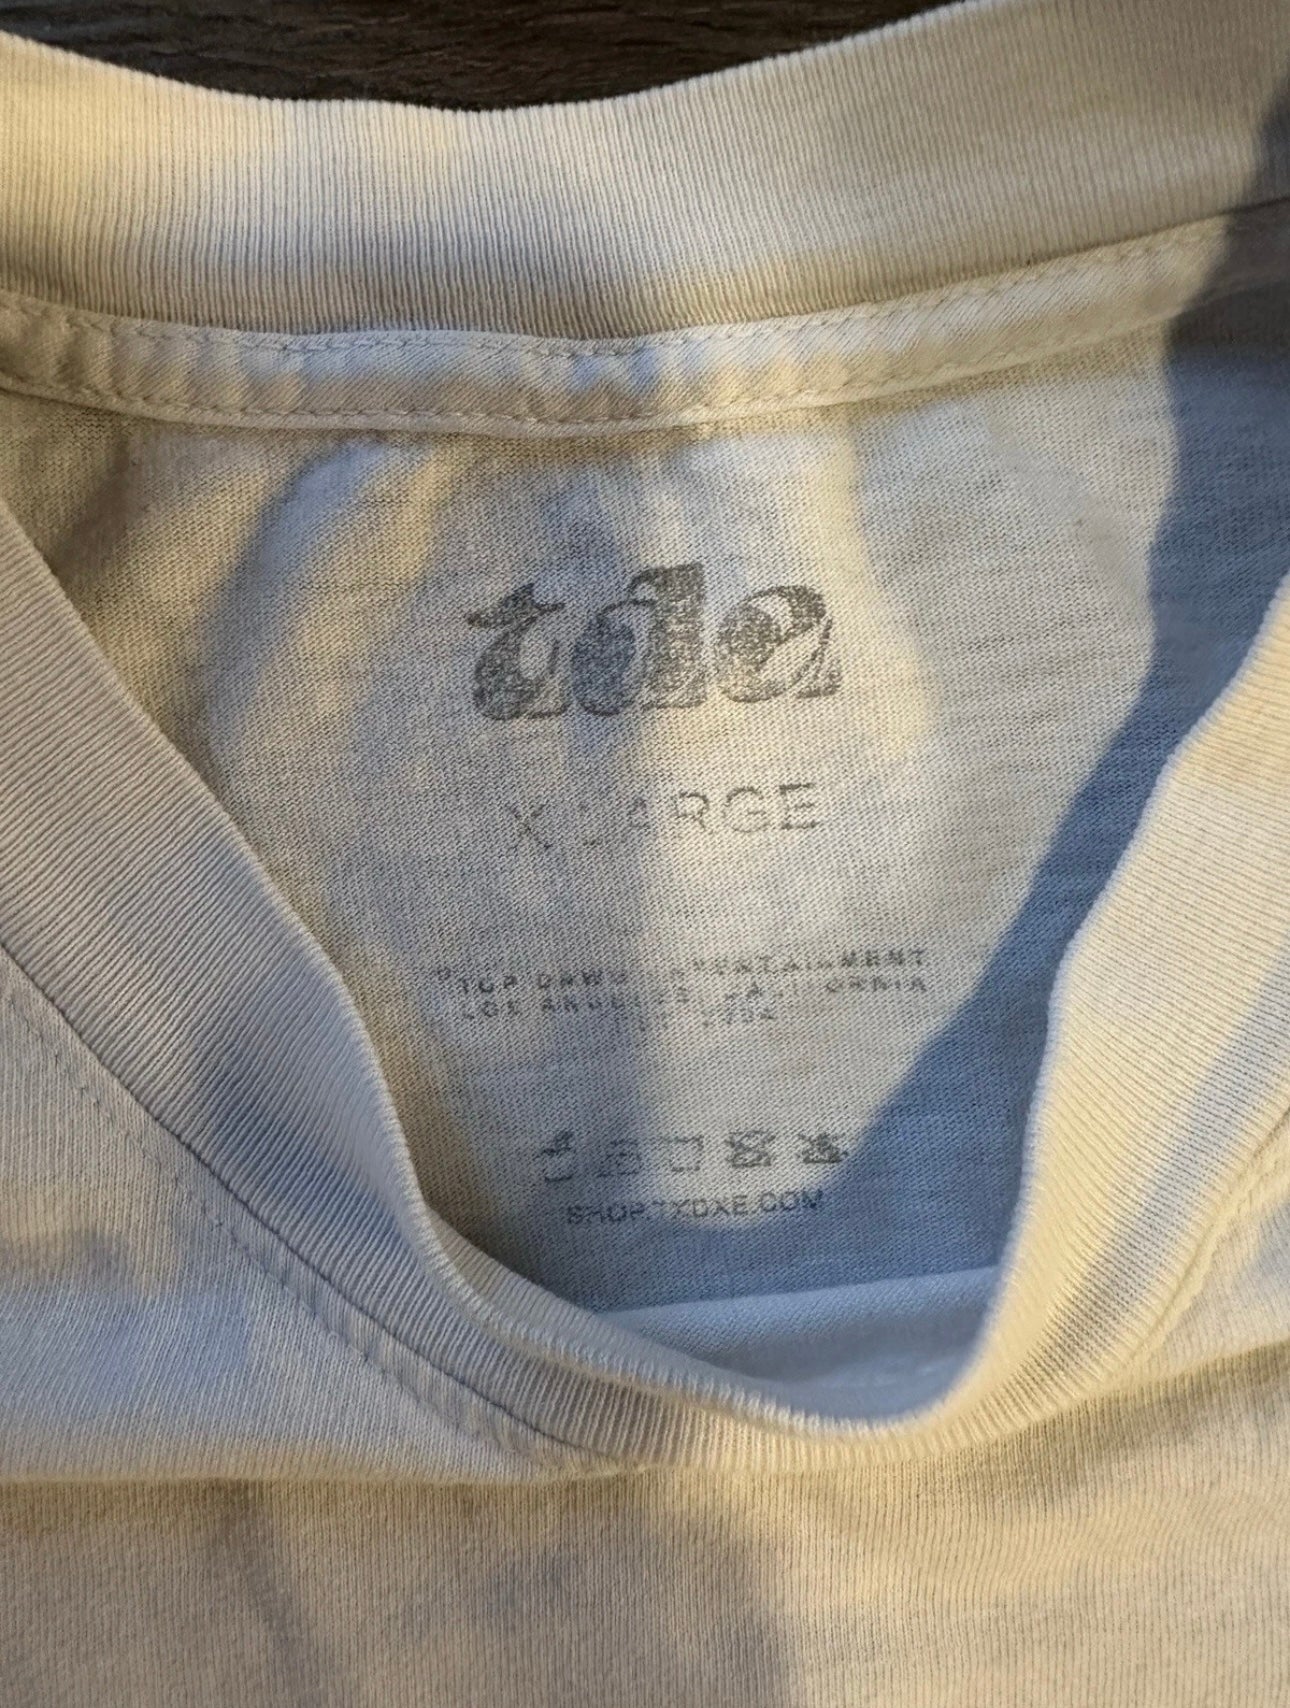 tde
X LARGE
TOP DAWG ENTERTAINMENT
LOS ANGELES, CALIFORNIA